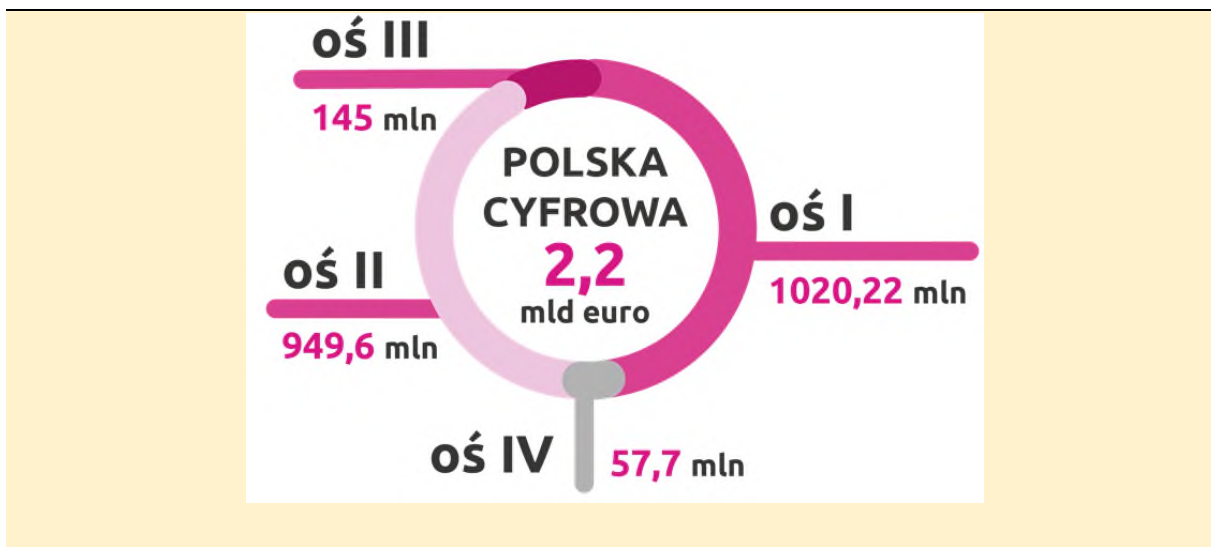 oś III
145 mln
POLSKA
CYFROWA
2,2
mld euro
oś I
1020,22 mln
oś II
949,6 mln
oś IV
57,7 mln